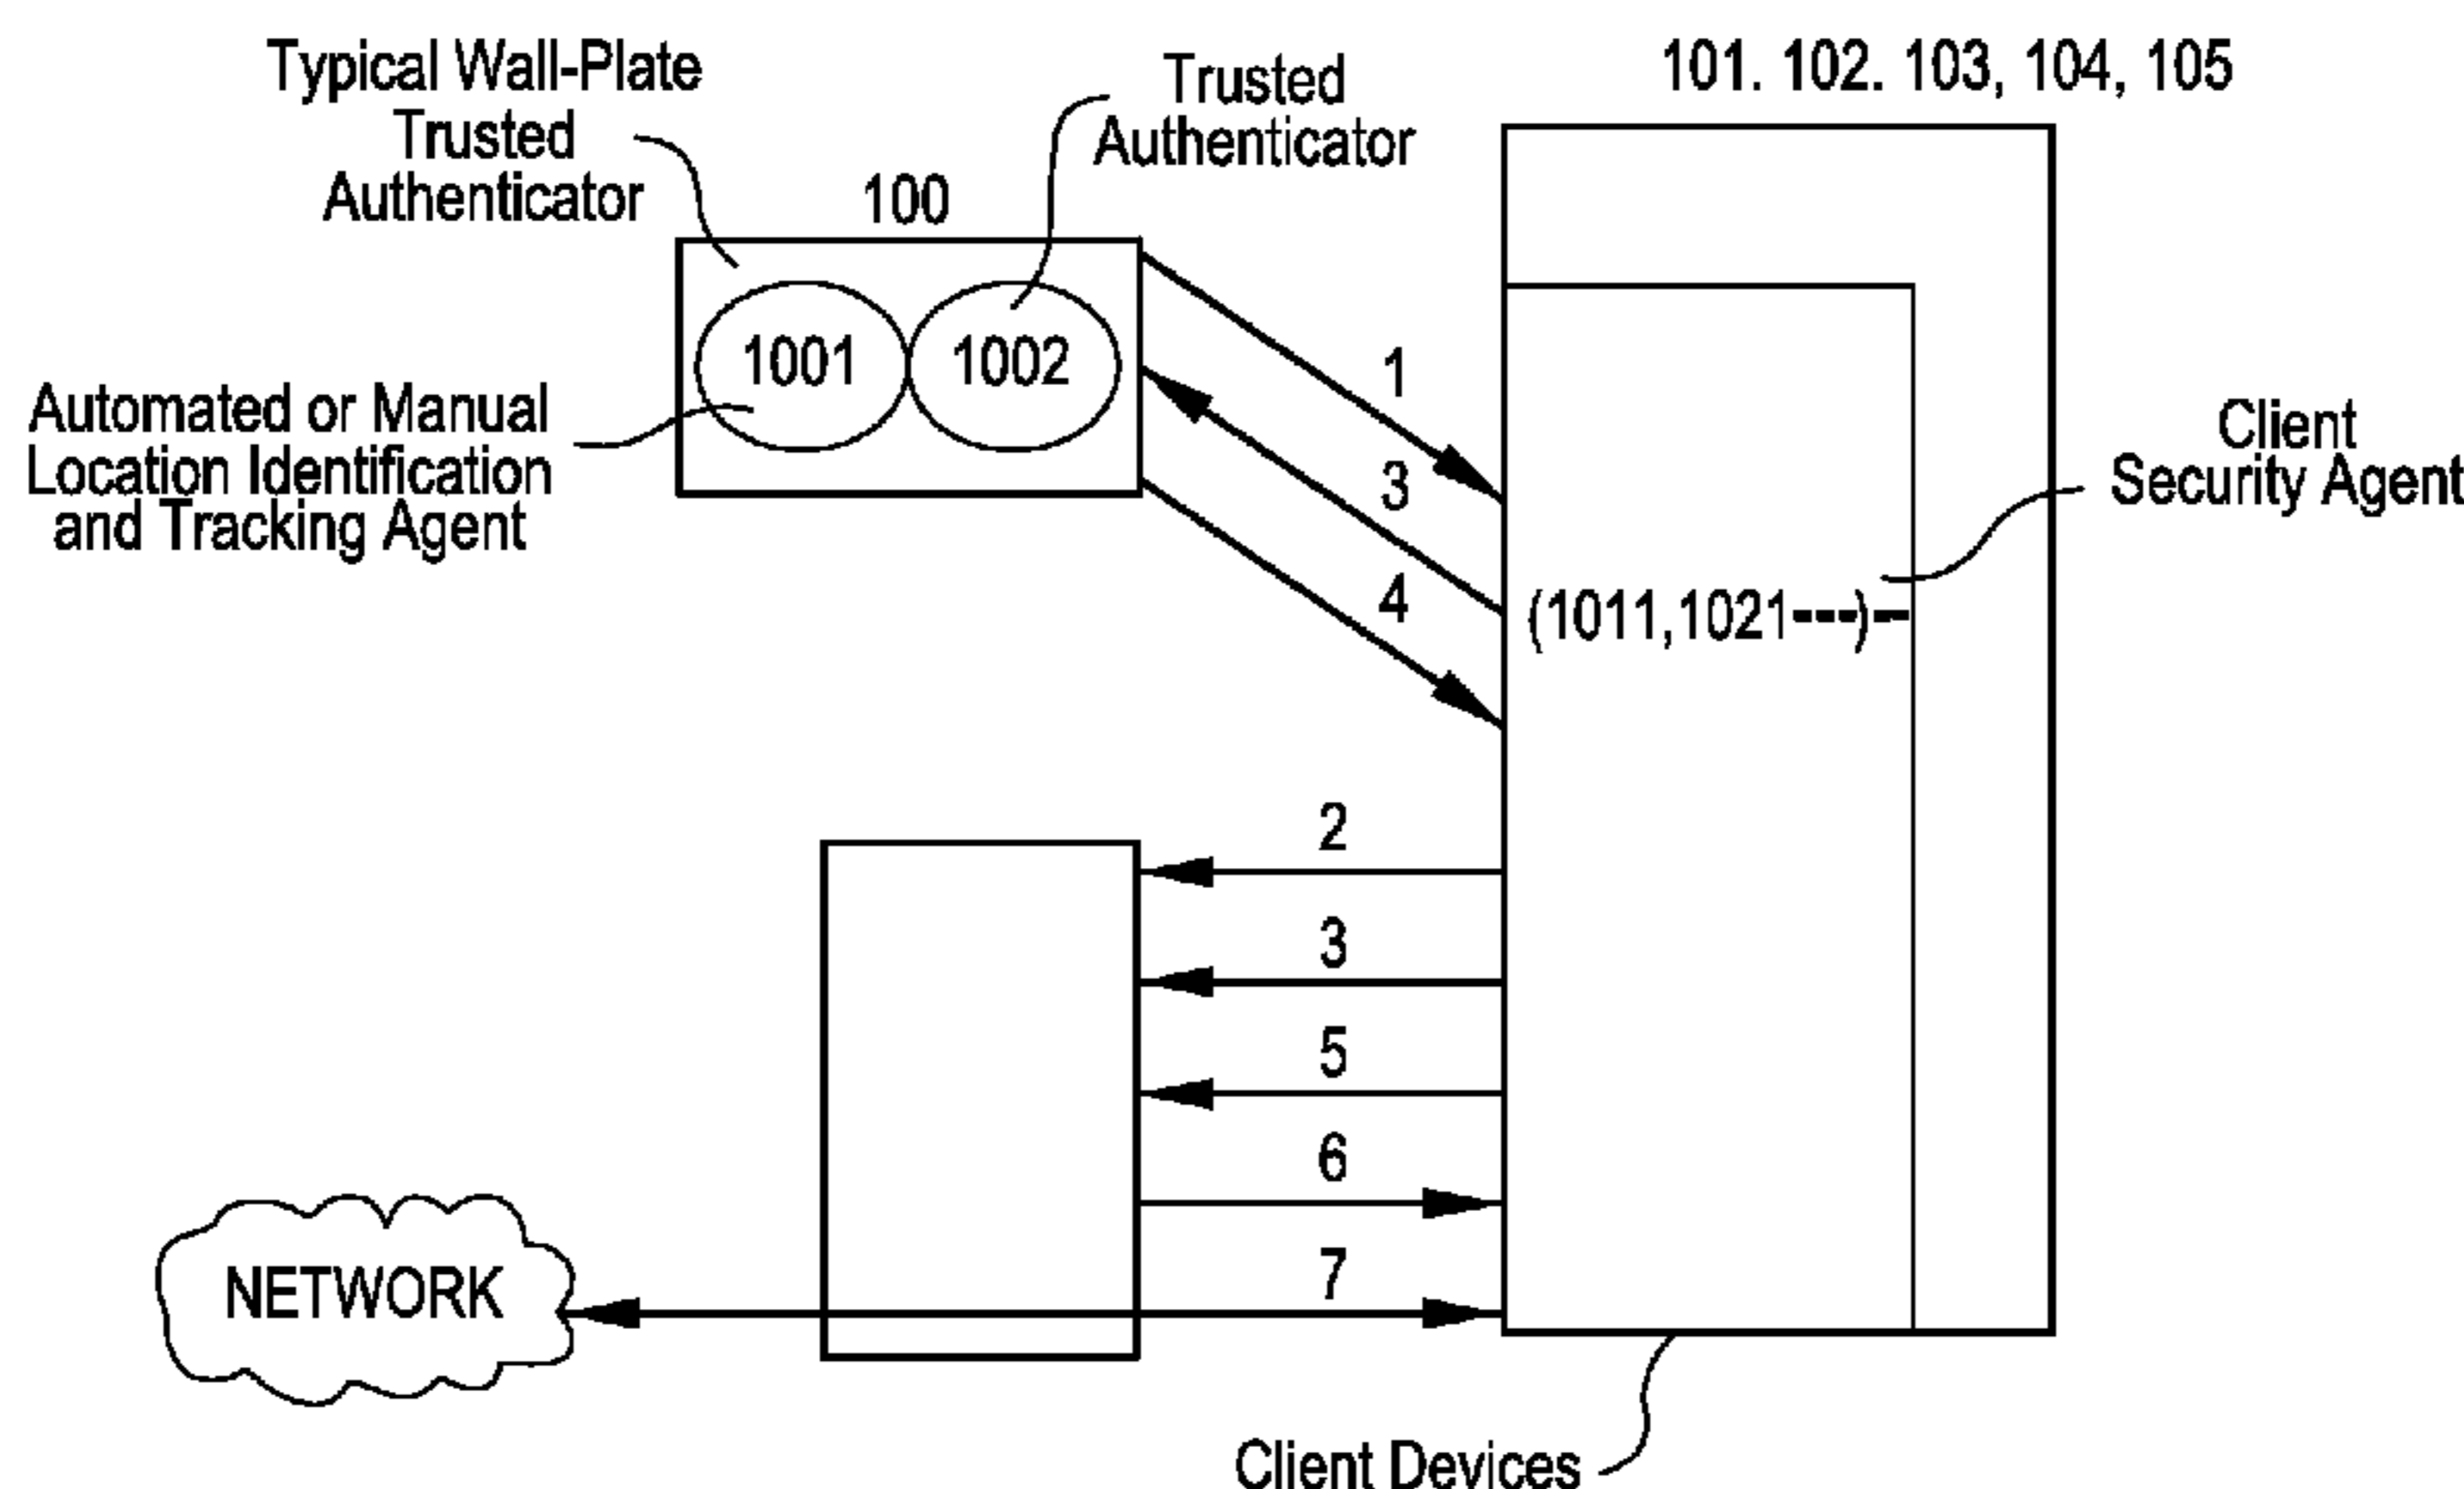 Typical Wall-Plate
Trusted
Authenticator
Trusted
Authenticator
101. 102. 103, 104, 105
100
1001
1002
Automated or Manual
Location Identification
and Tracking Agent
1
3
4
Client
Security Agent
(1011,1021---)-
2
3
5
6
7
NETWORK
Client Devices